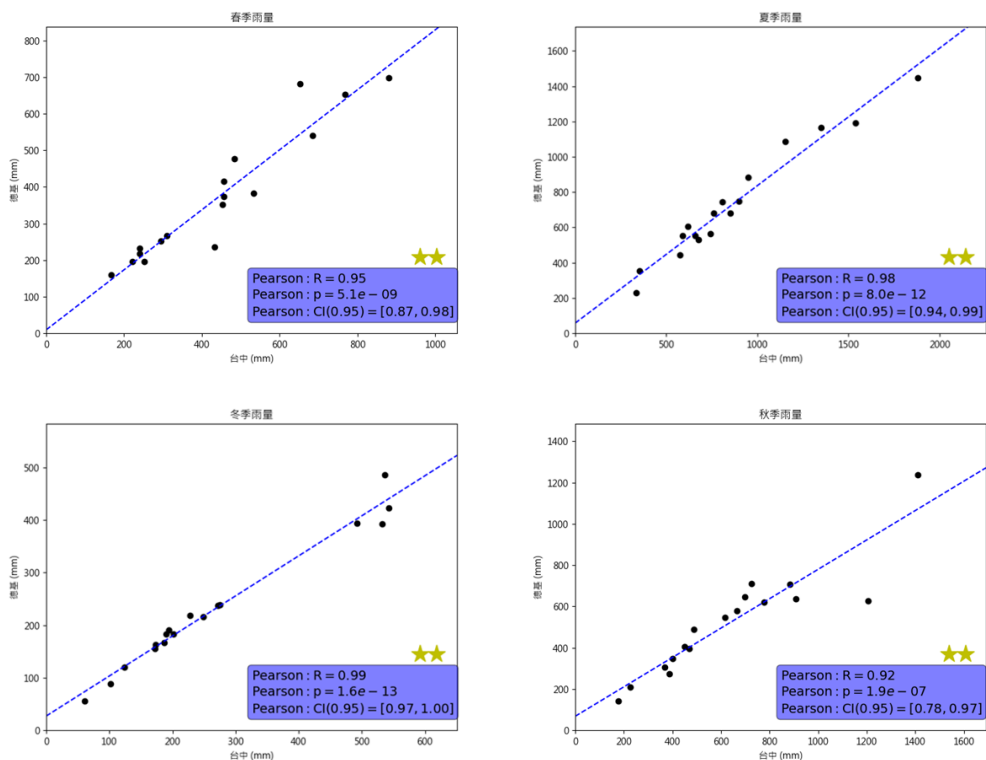 春季雨量
800
700
600
500
400
300
200
100
0
德基 (mm)
Pearson : R = 0.95
Pearson : p = 5.1e − 09
Pearson : CI(0.95) = [0.87, 0.98]
0 200 400 600 800 1000
台中 (mm)
夏季雨量
1600
1400
1200
1000
800
600
400
200
0
德基 (mm)
Pearson : R = 0.98
Pearson : p = 8.0e − 12
Pearson : CI(0.95) = [0.94, 0.99]
0 500 1000 1500 2000
台中 (mm)
冬季雨量
500
400
300
200
100
0
德基 (mm)
Pearson : R = 0.99
Pearson : p = 1.6e − 13
Pearson : CI(0.95) = [0.97, 1.00]
0 100 200 300 400 500 600
台中 (mm)
秋季雨量
1400
1200
1000
800
600
400
200
0
德基 (mm)
Pearson : R = 0.92
Pearson : p = 1.9e − 07
Pearson : CI(0.95) = [0.78, 0.97]
0 200 400 600 800 1000 1200 1400 1600
台中 (mm)